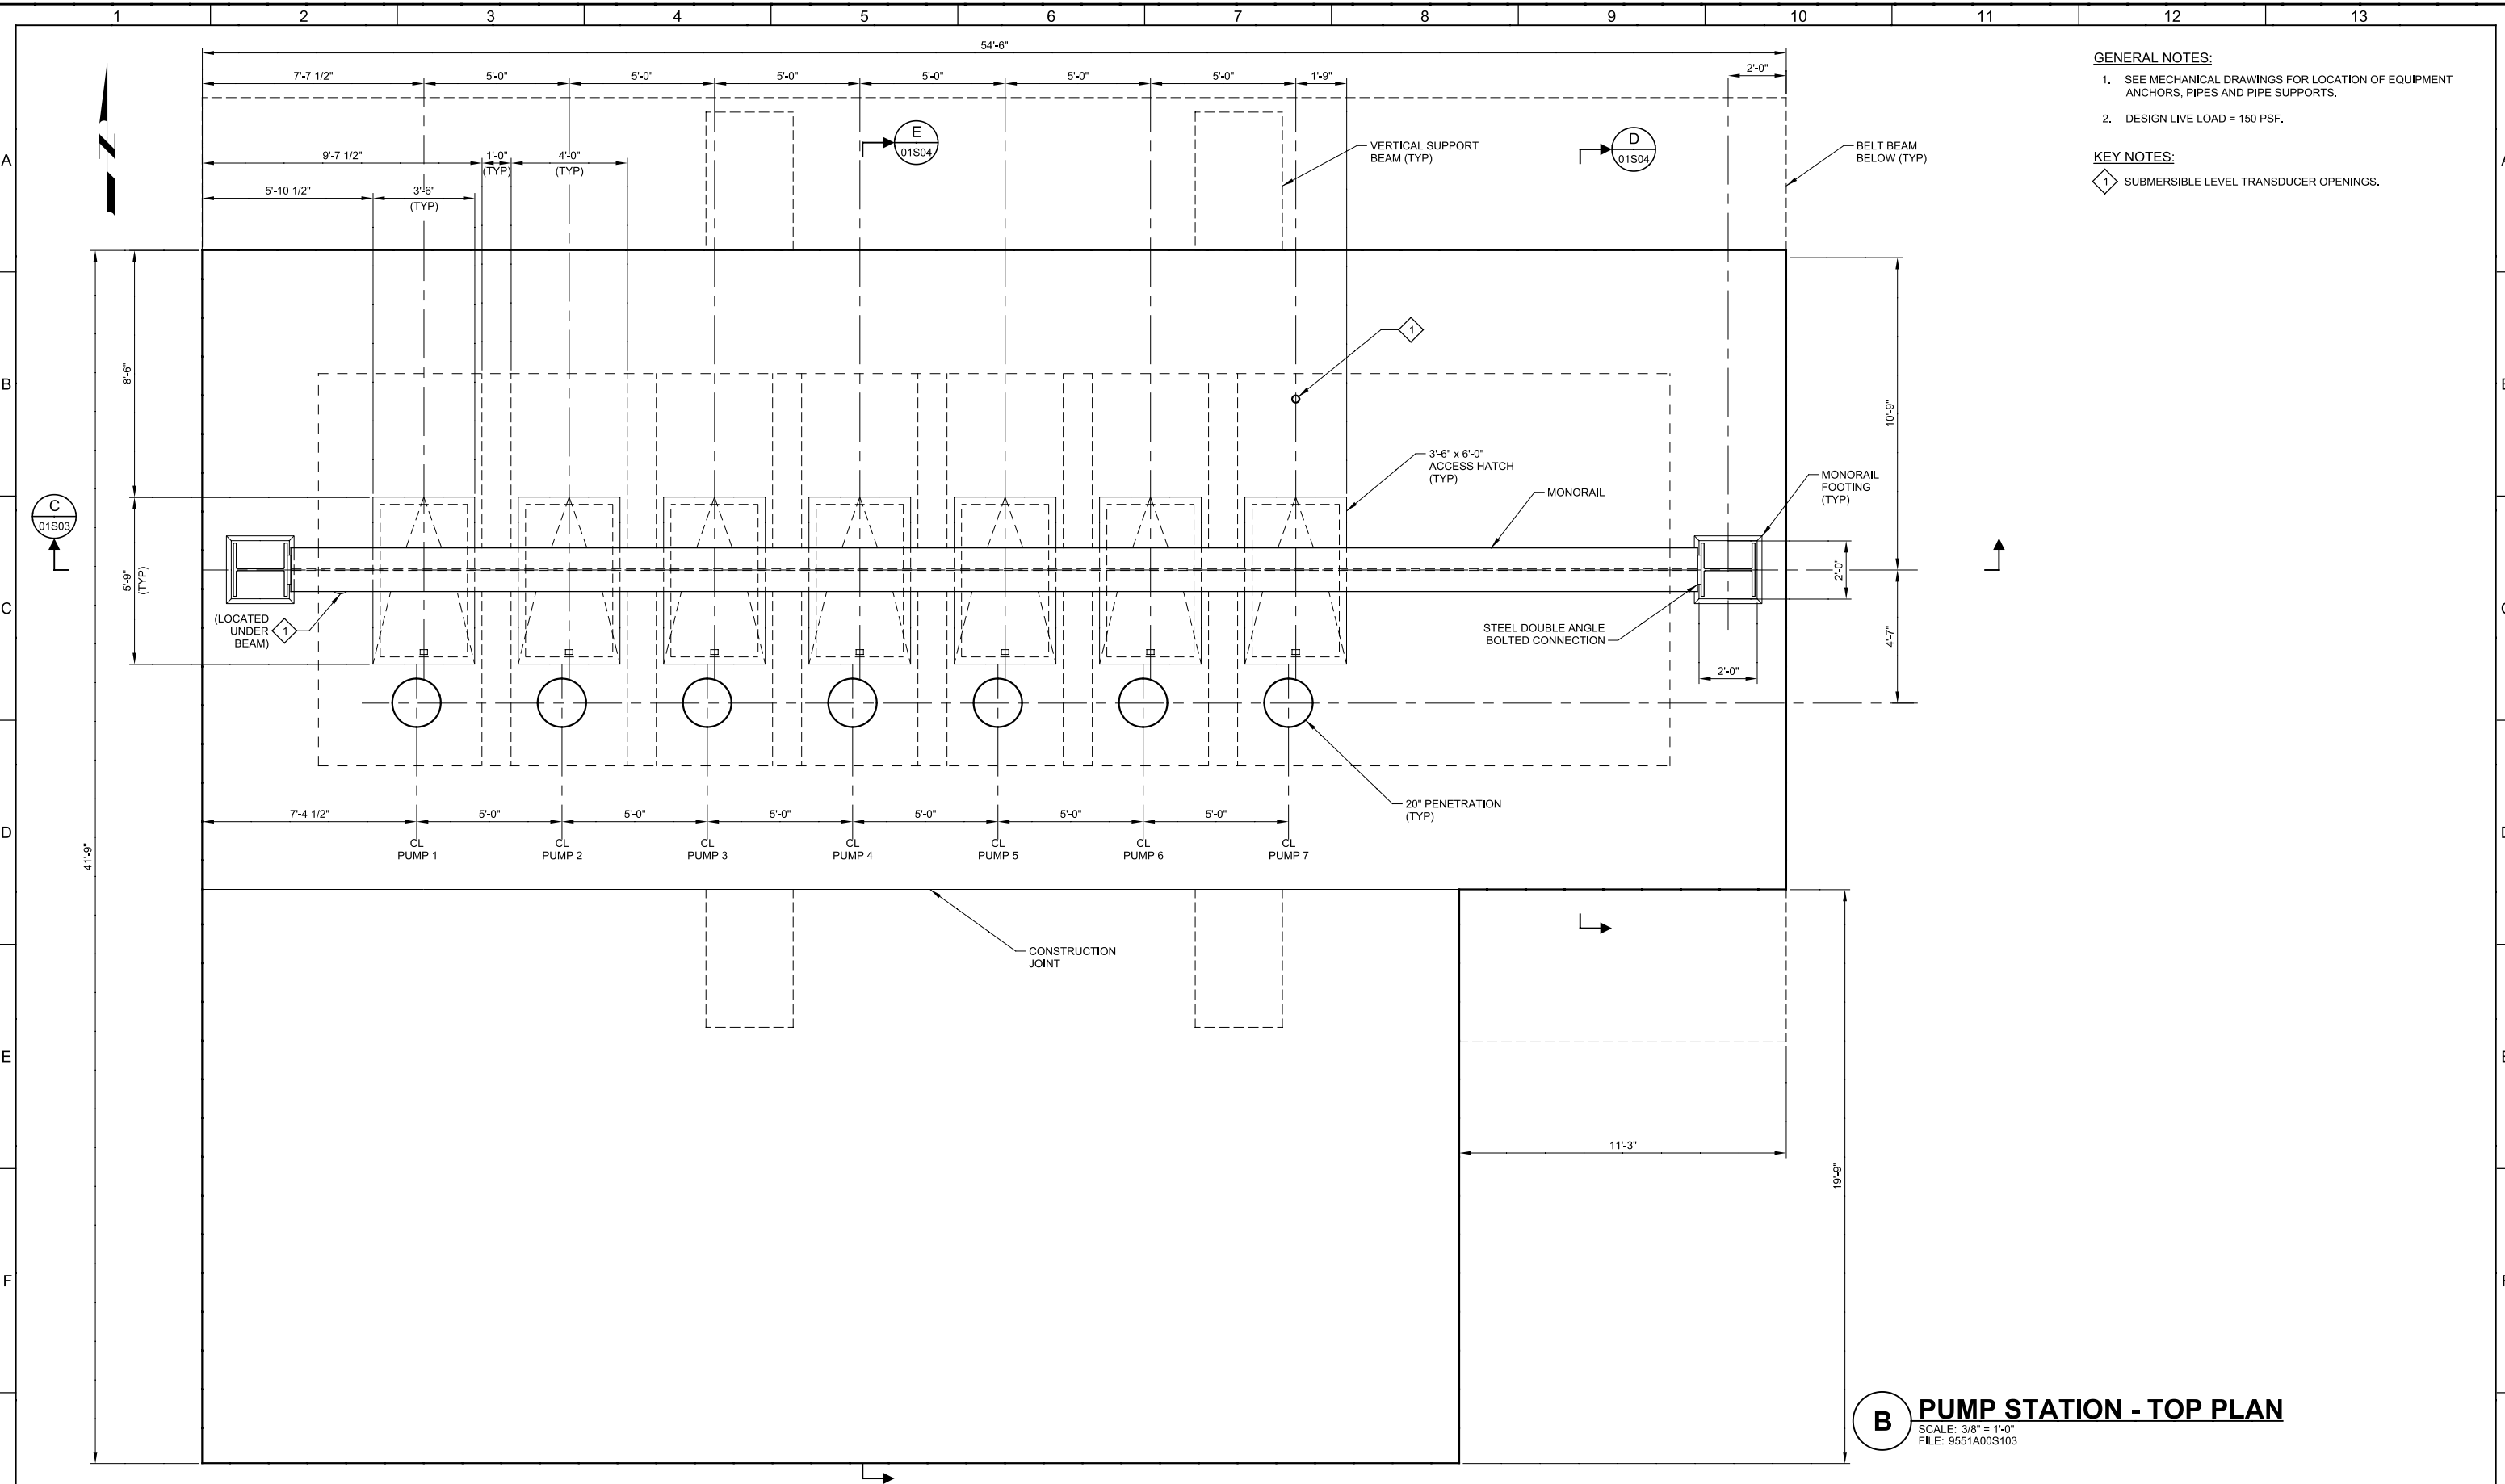 1 2 3 4 5 6 7 8 9 10 11 12 13
54'-6"
7'-7 1/2" 5'-0" 5'-0" 5'-0" 5'-0" 5'-0" 5'-0" 1'-9" 2'-0"
GENERAL NOTES:
1. SEE MECHANICAL DRAWINGS FOR LOCATION OF EQUIPMENT
ANCHORS, PIPES AND PIPE SUPPORTS.
2. DESIGN LIVE LOAD = 150 PSF.
KEY NOTES:
1 SUBMERSIBLE LEVEL TRANSDUCER OPENINGS.
A
9'-7 1/2" 1'-0" 4'-0"
(TYP) (TYP)
5'-10 1/2" 3'-6"
(TYP)
E
01S04
VERTICAL SUPPORT
BEAM (TYP)
D
01S04
BELT BEAM
BELOW (TYP)
1
B
8'-6"
10'-9"
3'-6" x 6'-0"
ACCESS HATCH
(TYP)
MONORAIL
MONORAIL
FOOTING
(TYP)
C
01S03
5'-9"
(TYP)
C
(LOCATED
UNDER
BEAM)
1
STEEL DOUBLE ANGLE
BOLTED CONNECTION
2'-0"
2'-0"
4'-7"
20" PENETRATION
(TYP)
7'-4 1/2" 5'-0" 5'-0" 5'-0" 5'-0" 5'-0" 5'-0"
D
CL
PUMP 1
CL
PUMP 2
CL
PUMP 3
CL
PUMP 4
CL
PUMP 5
CL
PUMP 6
CL
PUMP 7
41'-9"
CONSTRUCTION
JOINT
E
11'-3"
19'-9"
F
B
PUMP STATION - TOP PLAN
SCALE: 3/8" = 1'-0"
FILE: 9551A00S103